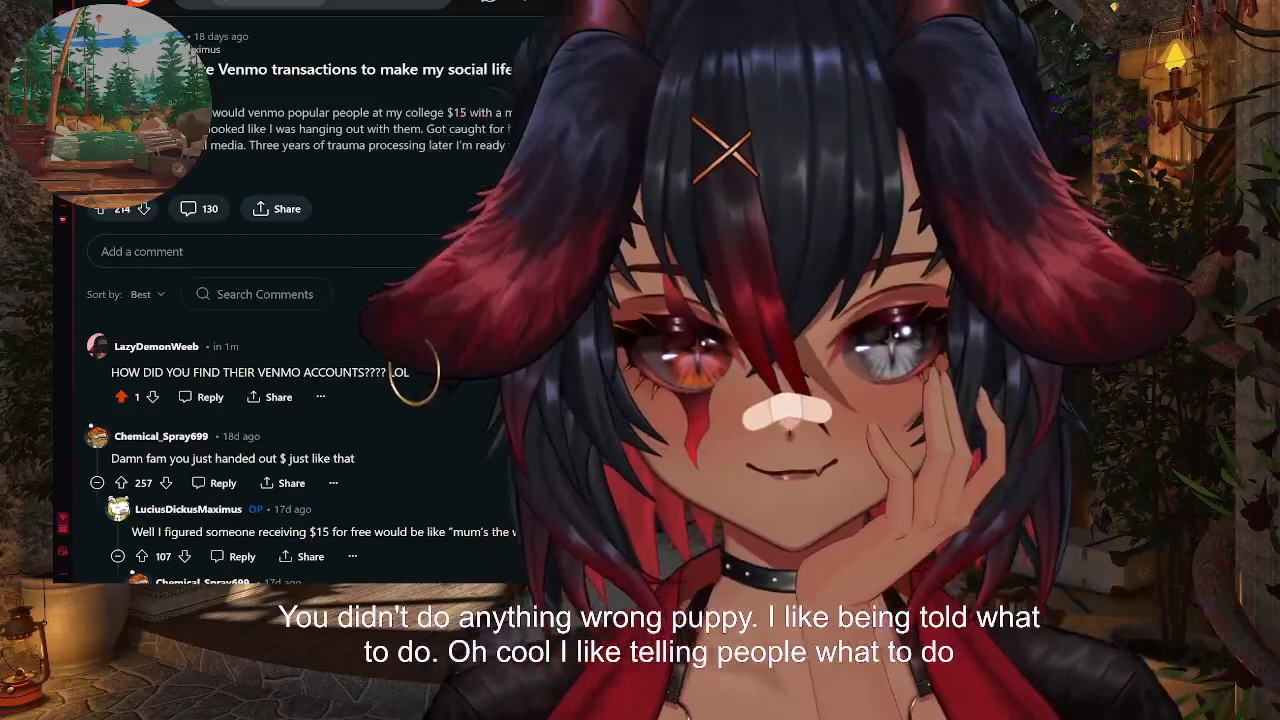 • 18 days ago
ximus
re Venmo transactions to make my social life
would venmo popular people at my college $15 with a m
ooked like I was hanging out with them. Got caught for i
l media. Three years of trauma processing later I'm ready
214 130 Share
Add a comment
Sort by: Best Search Comments
LazyDemonWeeb • in 1m
HOW DID YOU FIND THEIR VENMO ACCOUNTS???? LOL
1 Reply Share ...
Chemical_Spray699 • 18d ago
Damn fam you just handed out $ just like that
257 Reply Share ...
LuciusDickusMaximus OP • 17d ago
Well I figured someone receiving $15 for free would be like “mum's the w
107 Reply Share ...
Chemical_Spray699 • 17d ago
You didn't do anything wrong puppy. I like being told what
to do. Oh cool I like telling people what to do